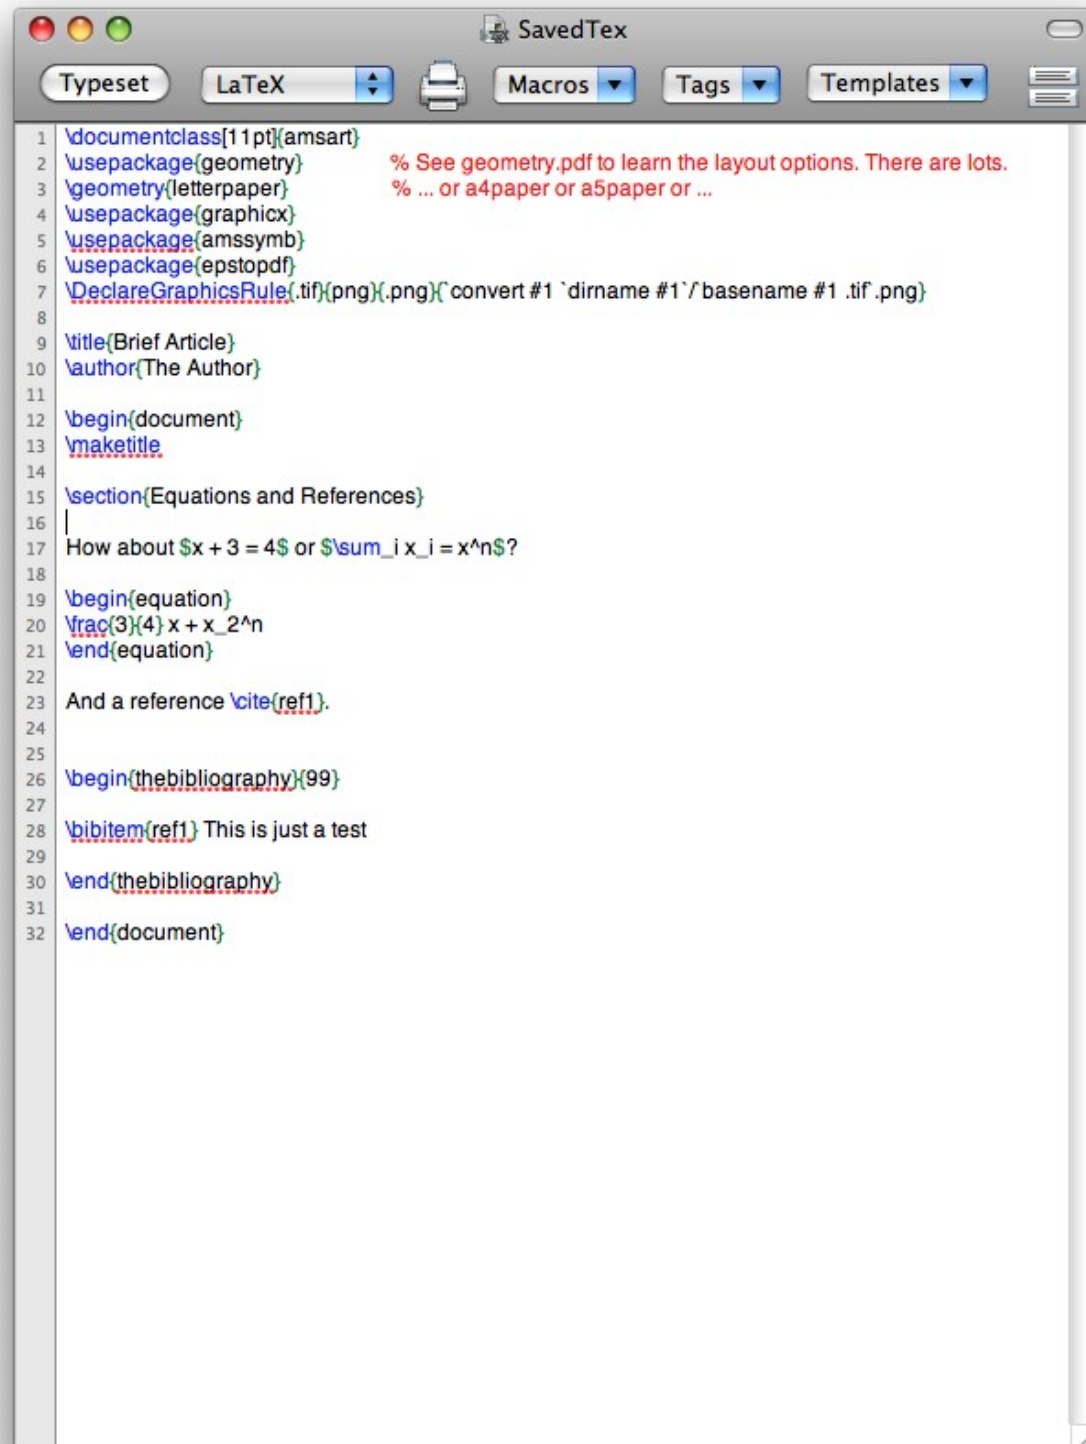 SavedTex
Typeset LaTeX Macros Tags Templates
1 \documentclass[11pt]{amsart}
2 \usepackage{geometry} % See geometry.pdf to learn the layout options. There are lots.
3 \geometry{letterpaper} % ... or a4paper or a5paper or ...
4 \usepackage{graphicx}
5 \usepackage{amssymb}
6 \usepackage{epstopdf}
7 \DeclareGraphicsRule{.tif}{png}{.png}{`convert #1 `dirname #1`/`basename #1 .tif`.png}
8
9 \title{Brief Article}
10 \author{The Author}
11
12 \begin{document}
13 \maketitle
14
15 \section{Equations and References}
16
17 How about $x + 3 = 4$ or $\sum_i x_i = x^n$?
18
19 \begin{equation}
20 \frac{3}{4} x + x_2^n
21 \end{equation}
22
23 And a reference \cite{ref1}.
24
25
26 \begin{thebibliography}{99}
27
28 \bibitem{ref1} This is just a test
29
30 \end{thebibliography}
31
32 \end{document}